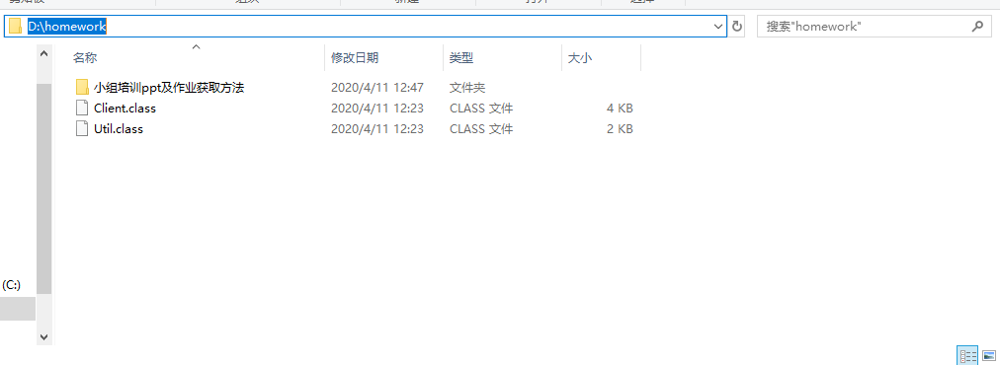 D:\homework
搜索"homework"
名称 修改日期 类型 大小
小组培训ppt及作业获取方法 2020/4/11 12:47 文件夹
Client.class 2020/4/11 12:23 CLASS 文件 4 KB
Util.class 2020/4/11 12:23 CLASS 文件 2 KB
(C:)